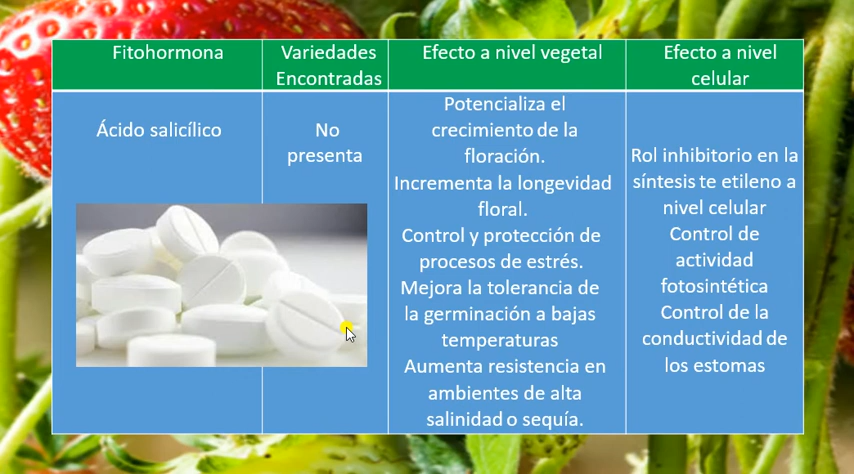 Fitohormona
Variedades
Encontradas
Efecto a nivel vegetal
Efecto a nivel
celular
Ácido salicílico
No
presenta
Potencializa el
crecimiento de la
floración.
Incrementa la longevidad
floral.
Control y protección de
procesos de estrés.
Mejora la tolerancia de
la germinación a bajas
temperaturas
Aumenta resistencia en
ambientes de alta
salinidad o sequía.
Rol inhibitorio en la
síntesis te etileno a
nivel celular
Control de
actividad
fotosintética
Control de la
conductividad de
los estomas